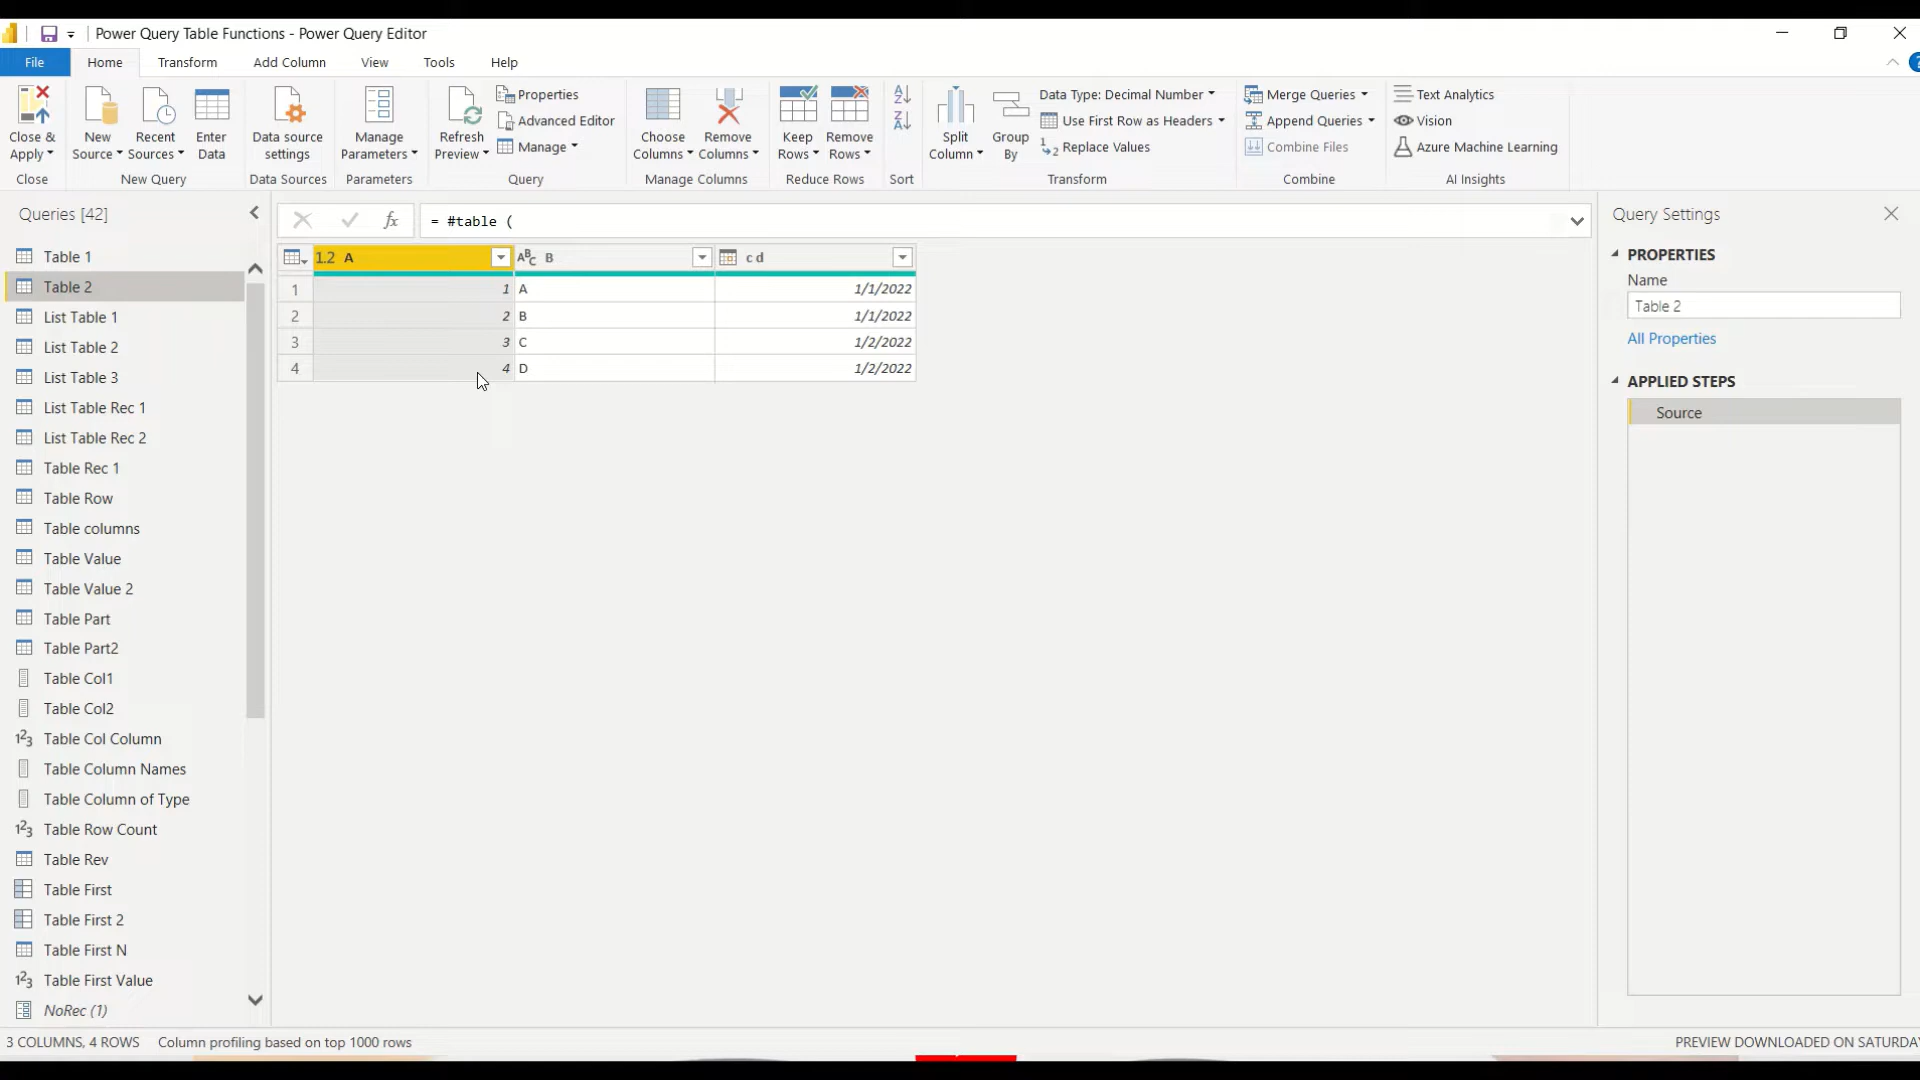 Power Query Table Functions - Power Query Editor
File
Home
Transform
Add Column
View
Tools
Help
Close &
Apply
Close
New
Source
Recent
Sources
Enter
Data
New Query
Data source
settings
Data Sources
Manage
Parameters
Parameters
Refresh
Preview
Properties
Advanced Editor
Manage
Query
Choose
Columns
Remove
Columns
Manage Columns
Keep
Rows
Remove
Rows
Reduce Rows
Sort
Split
Column
Group
By
Data Type: Decimal Number
Use First Row as Headers
Replace Values
Transform
Merge Queries
Append Queries
Combine Files
Combine
Text Analytics
Vision
Azure Machine Learning
AI Insights
Queries [42]
Table 1
Table 2
List Table 1
List Table 2
List Table 3
List Table Rec 1
List Table Rec 2
Table Rec 1
Table Row
Table columns
Table Value
Table Value 2
Table Part
Table Part2
Table Col1
Table Col2
Table Col Column
Table Column Names
Table Column of Type
Table Row Count
Table Rev
Table First
Table First 2
Table First N
Table First Value
NoRec (1)
fx
= #table (
1.2 A
ABC B
c d
1 1 A 1/1/2022
2 2 B 1/1/2022
3 3 C 1/2/2022
4 4 D 1/2/2022
Query Settings
PROPERTIES
Name
Table 2
All Properties
APPLIED STEPS
Source
3 COLUMNS, 4 ROWS
Column profiling based on top 1000 rows
PREVIEW DOWNLOADED ON SATURDA